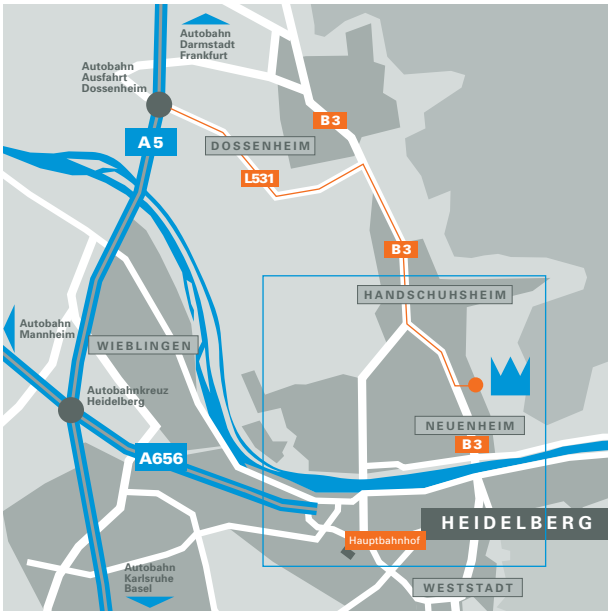 Autobahn
Darmstadt
Frankfurt
Autobahn
Ausfahrt
Dossenheim
B3
A5
DOSSENHEIM
L531
B3
HANDSCHUHSHEIM
Autobahn
Mannheim
WIEBLINGEN
Autobahnkreuz
Heidelberg
NEUENHEIM
B3
A656
HEIDELBERG
Hauptbahnhof
Autobahn
Karlsruhe
Basel
WESTSTADT